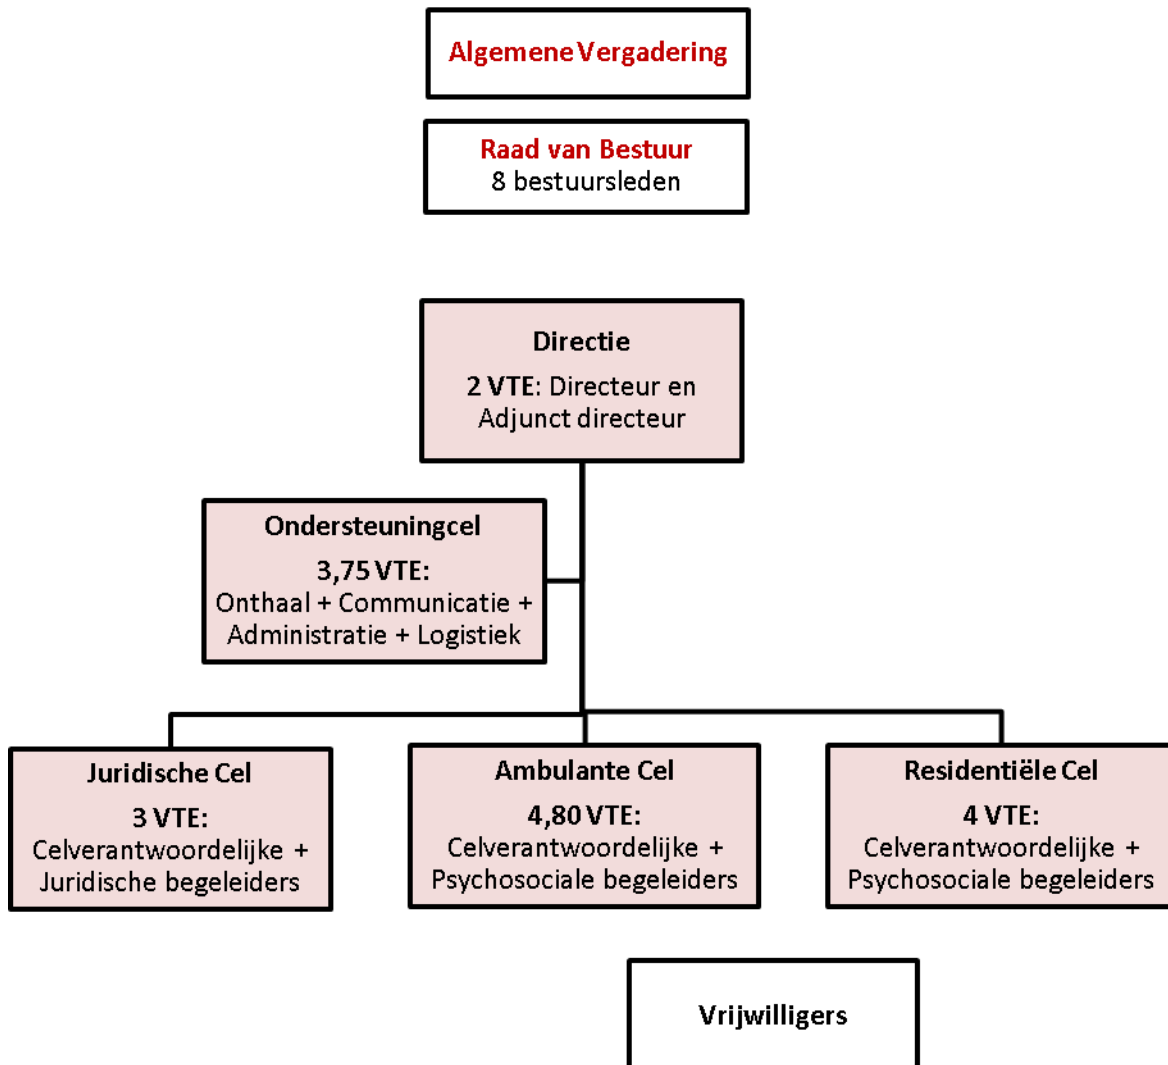 Algemene Vergadering
Raad van Bestuur
8 bestuursleden
Directie
2 VTE: Directeur en
Adjunct directeur
Ondersteuningcel
3,75 VTE:
Onthaal + Communicatie +
Administratie + Logistiek
Juridische Cel
3 VTE:
Celverantwoordelijke +
Juridische begeleiders
Ambulante Cel
4,80 VTE:
Celverantwoordelijke +
Psychosociale begeleiders
Residentiële Cel
4 VTE:
Celverantwoordelijke +
Psychosociale begeleiders
Vrijwilligers